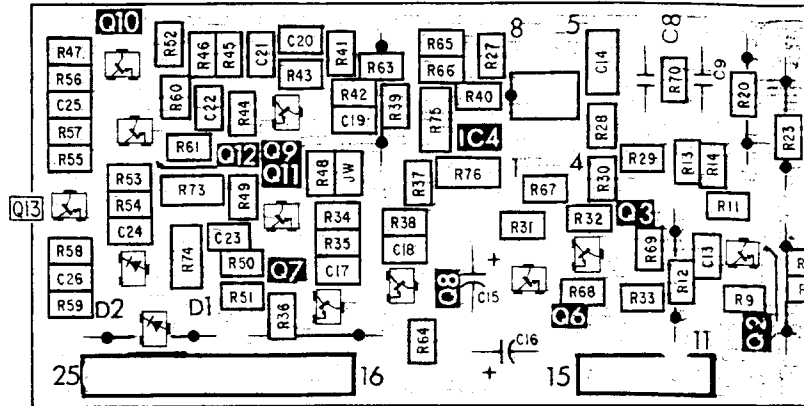 Q10
R52
R46
R45
C21
C20
R41
R65
R27
8
5
C14
C8
R47
R43
R63
R66
R70
C9
R56
R60
C22
R44
R42
R39
R75
R40
R20
C25
C19
R28
R57
R61
Q12
Q9
IC4
R23
R55
Q11
R48
JW
R76
1
4
R29
R13
R14
R53
R73
R49
R37
R67
R30
Q13
R54
R34
R38
R31
R32
Q3
R11
C24
C23
R35
C18
R69
C13
R58
R74
R50
Q7
C17
Q8
+
C15
R12
C26
R51
R68
R33
R9
R59
D2
D1
R36
Q6
Q2
R64
C16
+
25
16
15
11